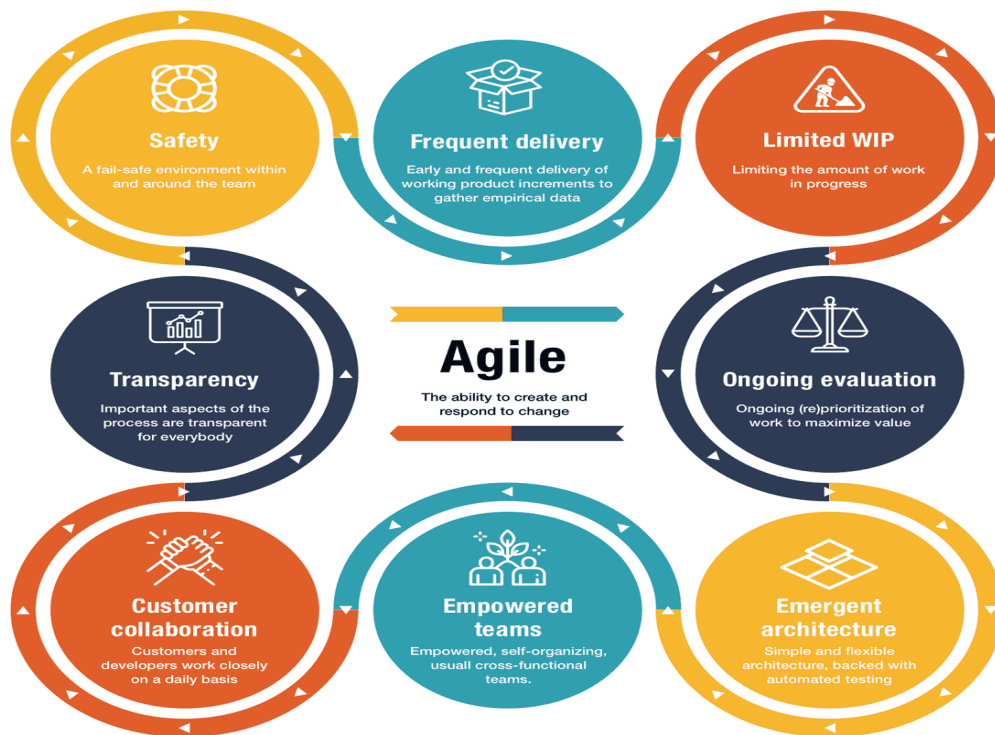 Safety
A fail-safe environment within
and around the team
Frequent delivery
Early and frequent delivery of
working product increments to
gather empirical data
Limited WIP
Limiting the amount of work
in progress
Transparency
Important aspects of the
process are transparent
for everybody
Agile
The ability to create and
respond to change
Ongoing evaluation
Ongoing (re)prioritization of
work to maximize value
Customer
collaboration
Customers and
developers work closely
on a daily basis
Empowered
teams
Empowered, self-organizing,
usuall cross-functional
teams.
Emergent
architecture
Simple and flexible
architecture, backed with
automated testing